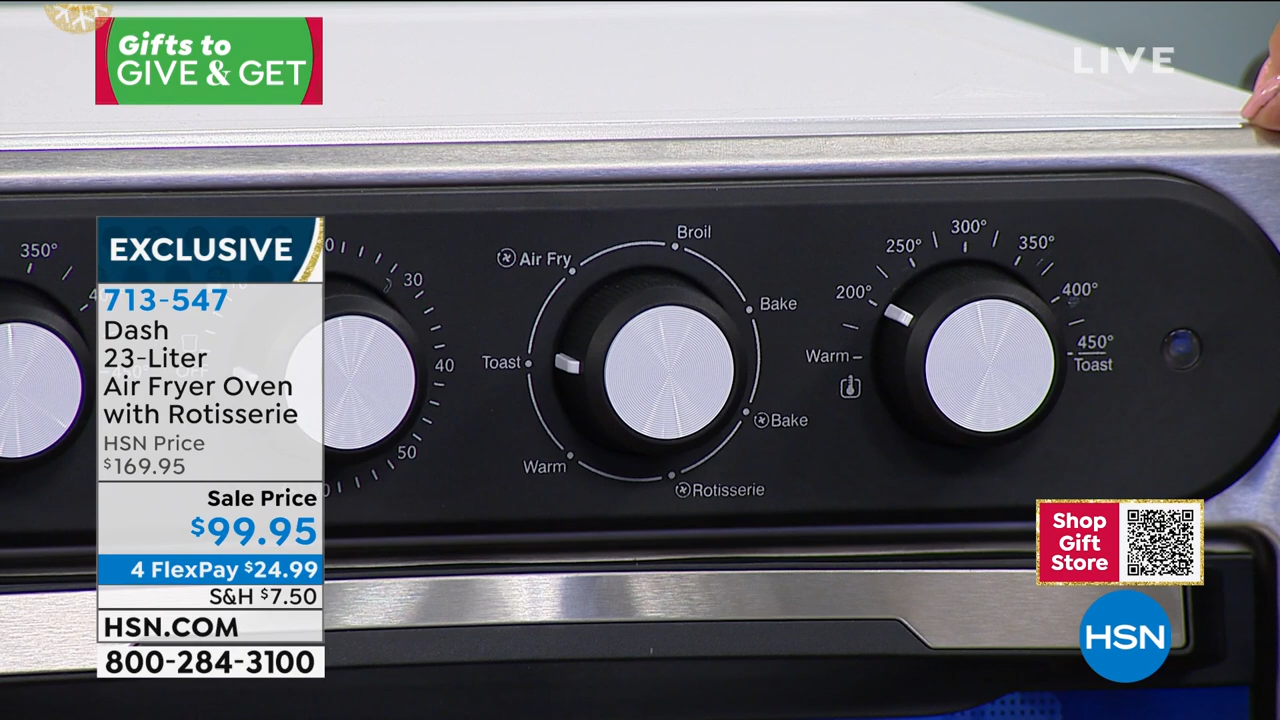 Gifts to
GIVE & GET
LIVE
EXCLUSIVE
713-547
Dash
23-Liter
Air Fryer Oven
with Rotisserie
HSN Price
$169.95
Sale Price
$99.95
4 FlexPay $24.99
S&H $7.50
HSN.COM
800-284-3100
350°
30
40
50
Broil
Air Fry
Bake
Toast
Bake
Warm
Rotisserie
300°
250°
350°
200°
400°
Warm
450°
Toast
Shop
Gift
Store
HSN